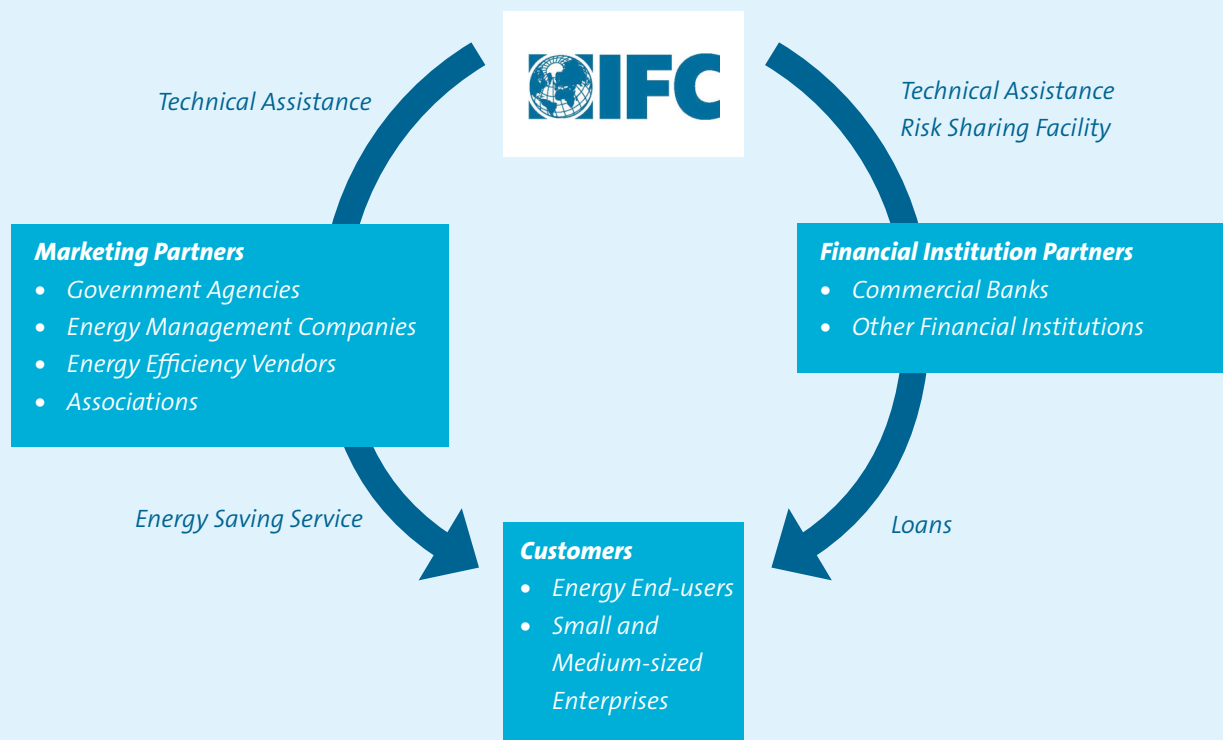 IFC
Technical Assistance
Technical Assistance
Risk Sharing Facility
Marketing Partners
• Government Agencies
• Energy Management Companies
• Energy Efficiency Vendors
• Associations
Financial Institution Partners
• Commercial Banks
• Other Financial Institutions
Energy Saving Service
Loans
Customers
• Energy End-users
• Small and
Medium-sized
Enterprises